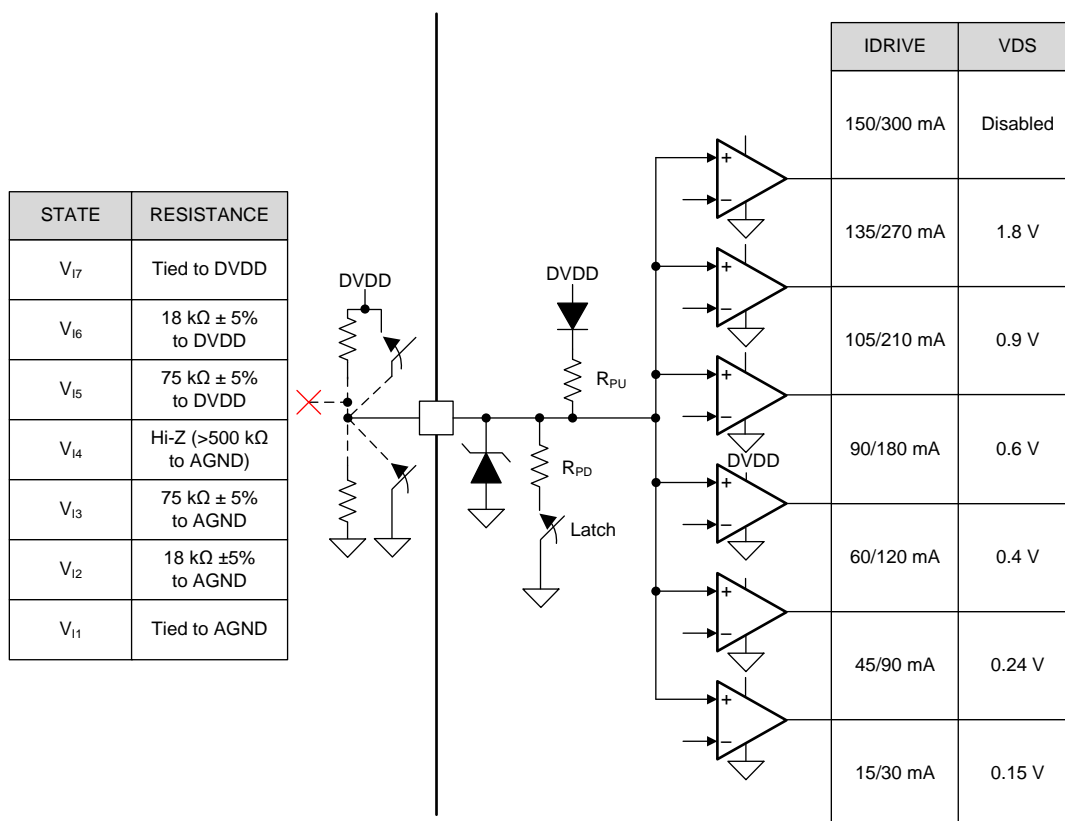 IDRIVE VDS
150/300 mA Disabled
135/270 mA 1.8 V
105/210 mA 0.9 V
90/180 mA 0.6 V
60/120 mA 0.4 V
45/90 mA 0.24 V
15/30 mA 0.15 V
STATE RESISTANCE
VI7 Tied to DVDD
VI6 18 kΩ ± 5%
to DVDD
VI5 75 kΩ ± 5%
to DVDD
VI4 Hi-Z (>500 kΩ
to AGND)
VI3 75 kΩ ± 5%
to AGND
VI2 18 kΩ ±5%
to AGND
VI1 Tied to AGND
DVDD
DVDD
RPU
RPD
Latch
+
−
+
−
+
−
DVDD
+
−
+
−
+
−